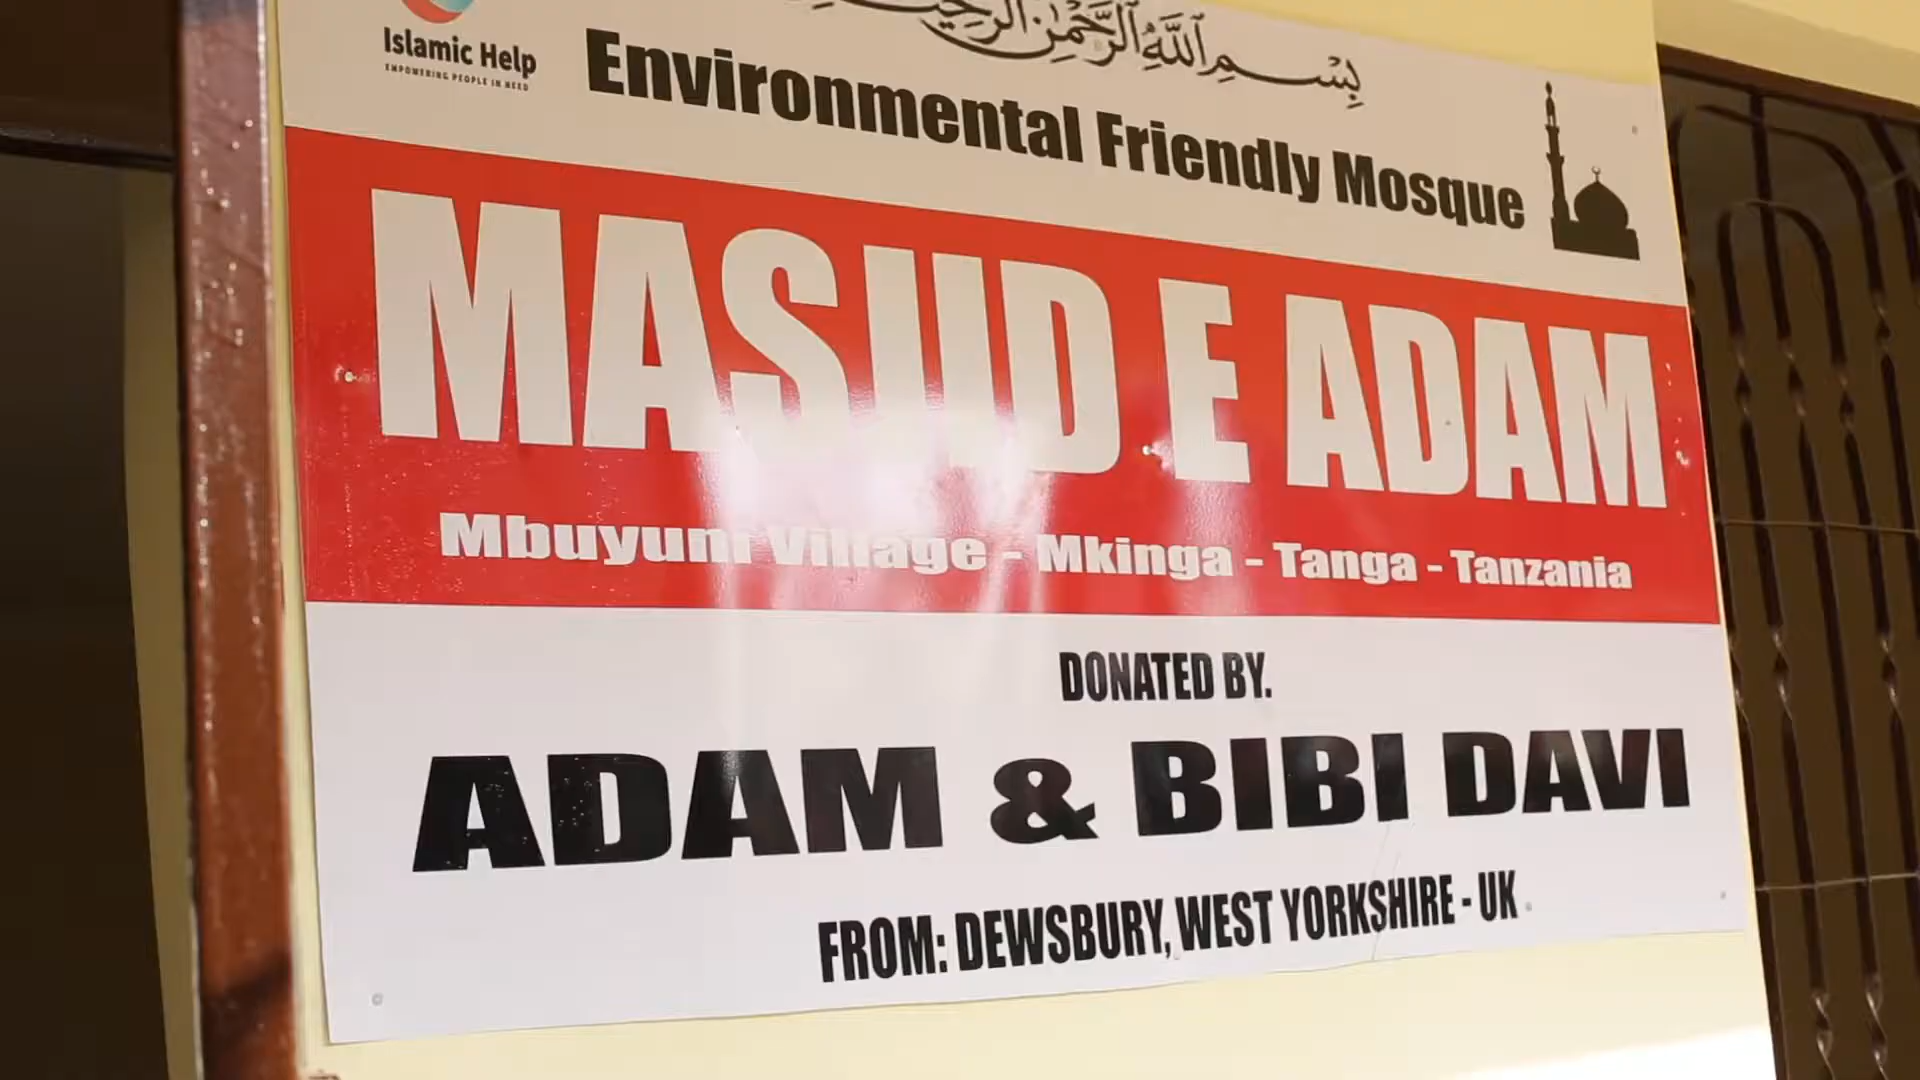 بِسْمِ اللَّهِ الرَّحْمَٰنِ الرَّحِيمِ
Islamic Help
EMPOWERING PEOPLE IN NEED
Environmental Friendly Mosque
MASJID E ADAM
Mbuyuni Village - Mkinga - Tanga - Tanzania
DONATED BY.
ADAM & BIBI DAVI
FROM: DEWSBURY, WEST YORKSHIRE - UK